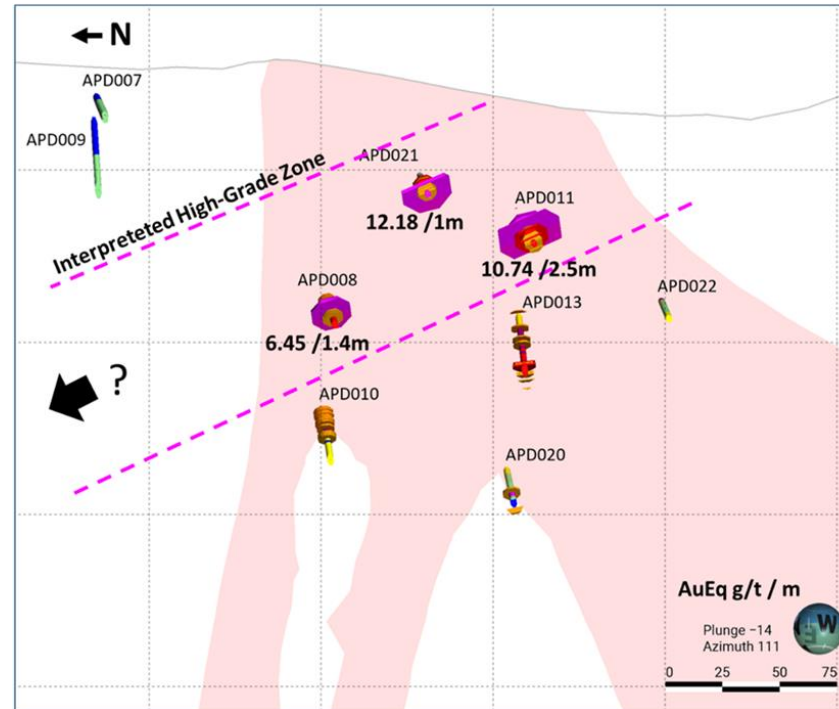 N
APD007
APD009
Interpreteted High-Grade Zone
APD021
12.18 /1m
APD011
10.74 /2.5m
APD008
6.45 /1.4m
APD013
APD022
?
APD010
APD020
AuEq g/t / m
Plunge −14
Azimuth 111
W
0 25 50 75